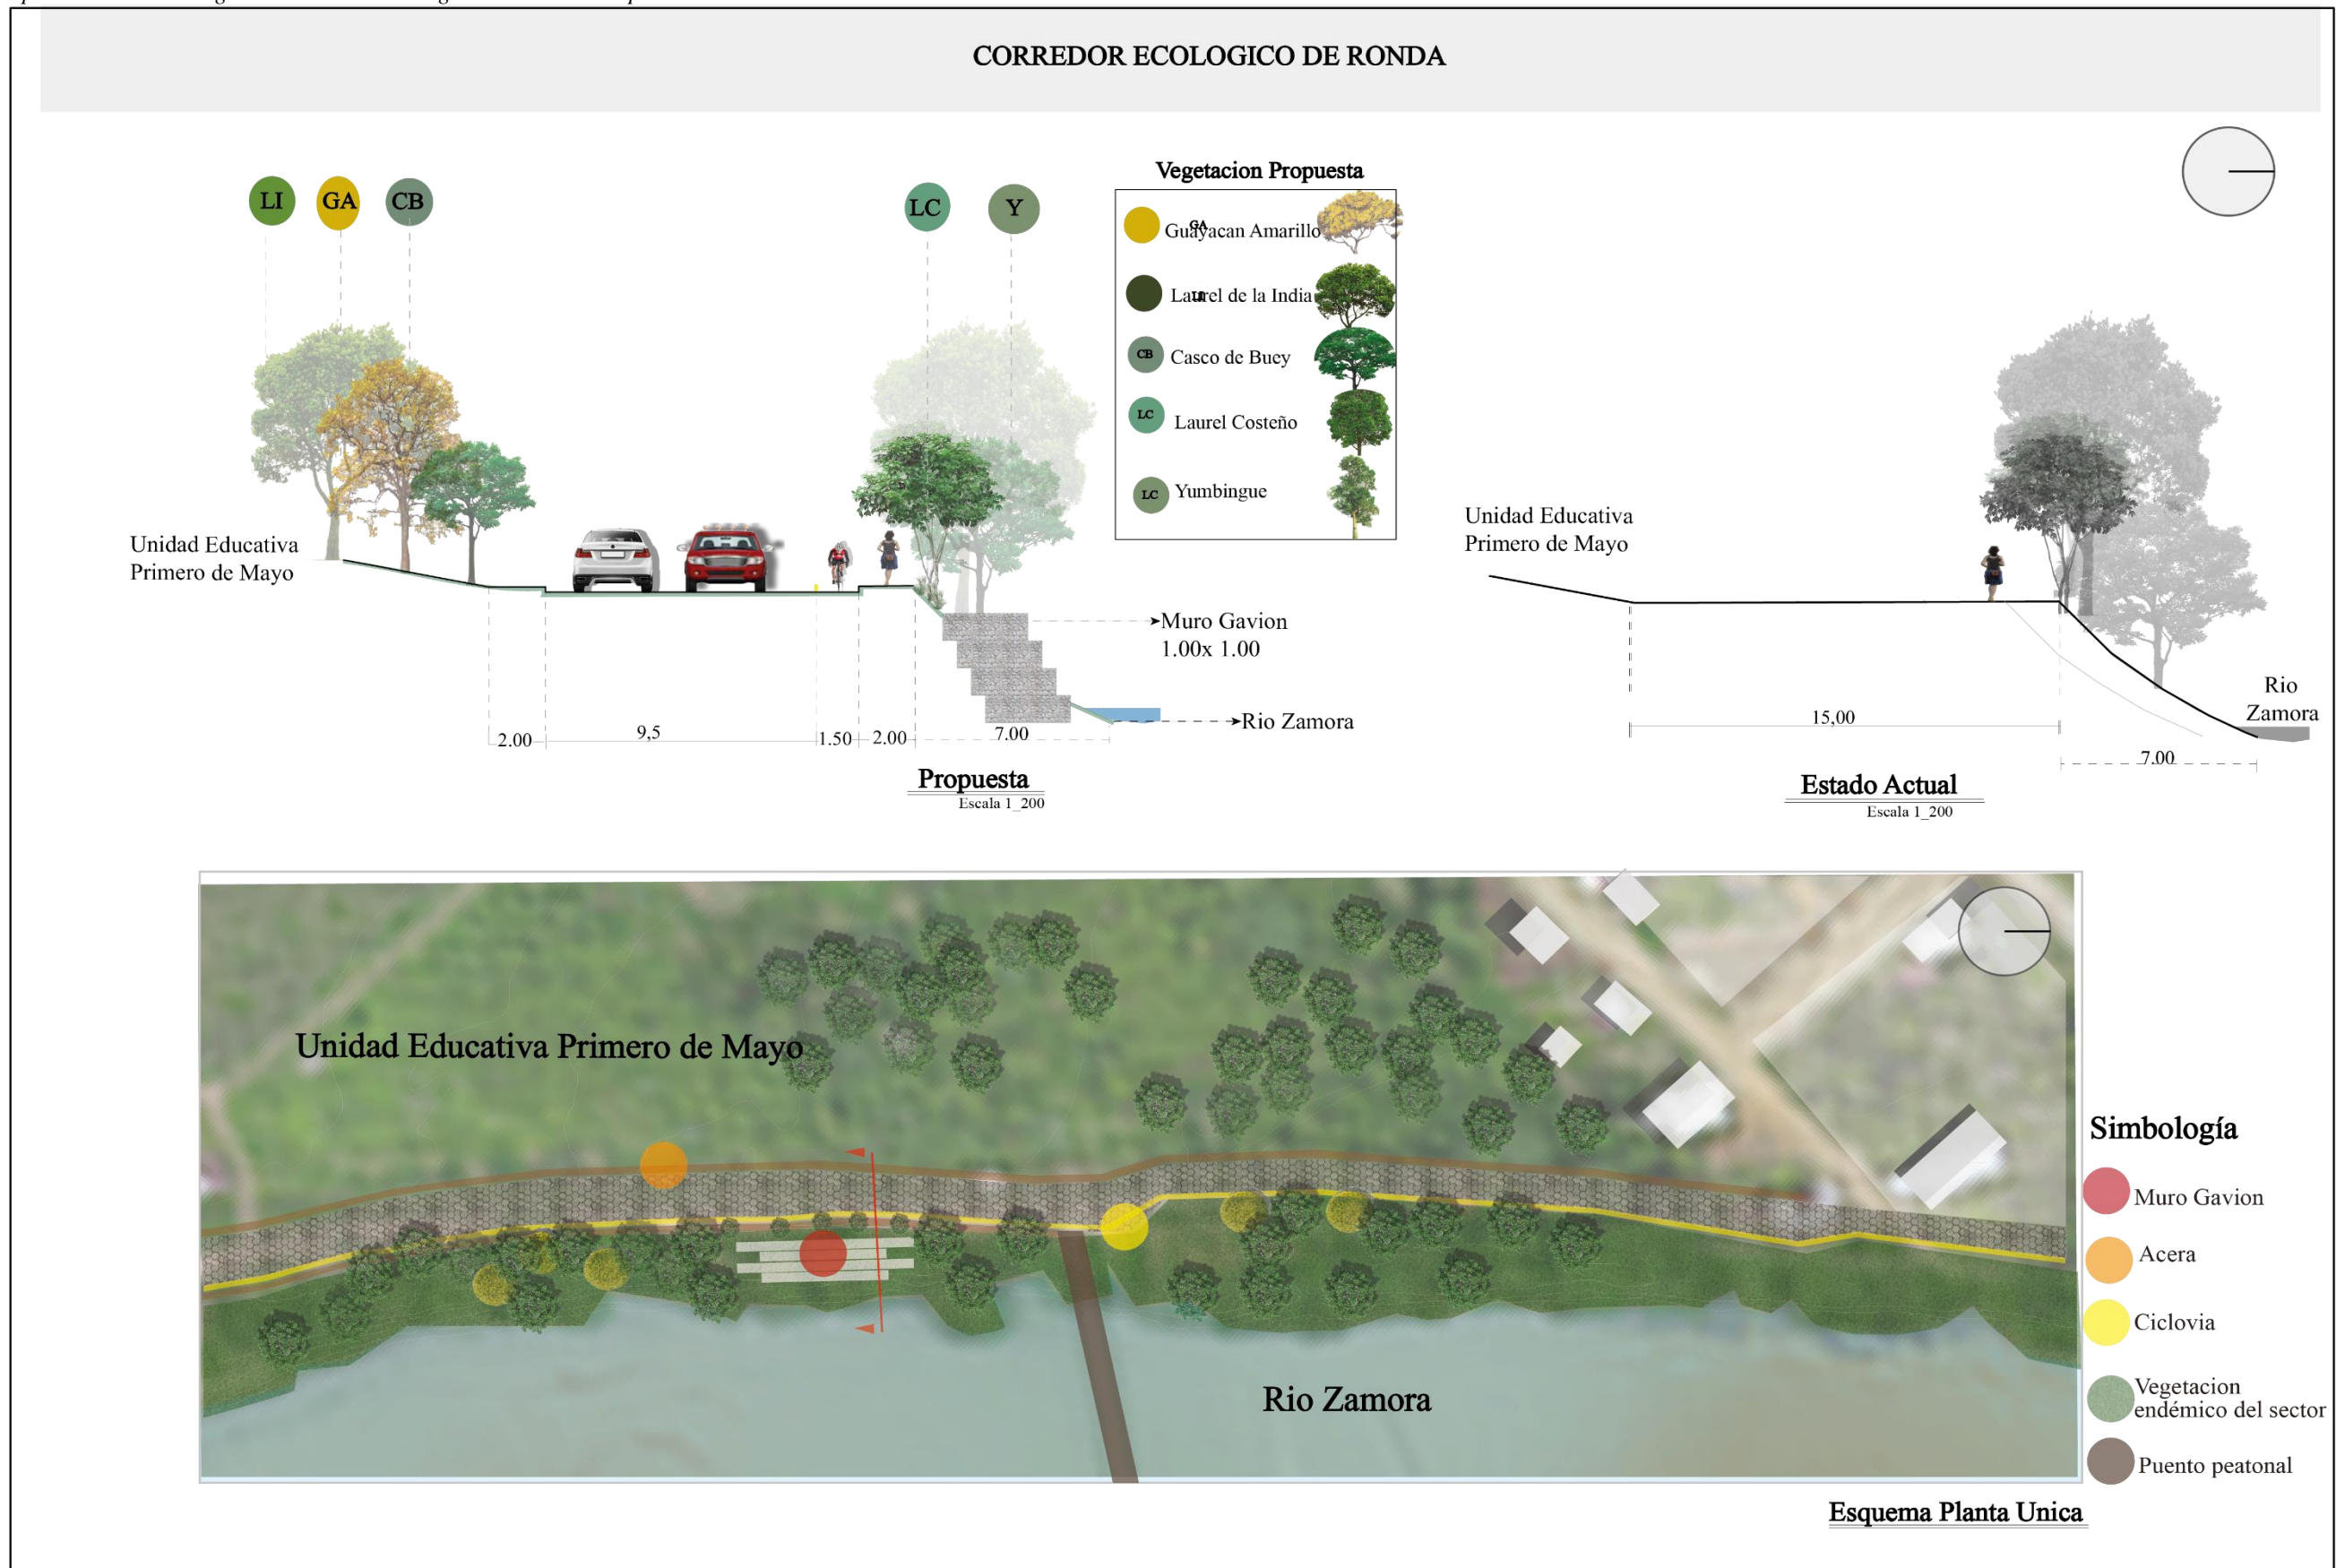 CORREDOR ECOLOGICO DE RONDA
LI
GA
CB
LC
Y
Vegetacion Propuesta
GA
Guayacan Amarillo
LI
Laurel de la India
CB
Casco de Buey
LC
Laurel Costeño
LC
Yumbingue
Unidad Educativa
Primero de Mayo
Muro Gavion
1.00x 1.00
Rio Zamora
2.00
9,5
1.50
2.00
7.00
Propuesta
Escala 1_200
Unidad Educativa
Primero de Mayo
Rio
Zamora
15,00
7.00
Estado Actual
Escala 1_200
Unidad Educativa Primero de Mayo
Rio Zamora
Simbología
Muro Gavion
Acera
Ciclovia
Vegetacion
endémico del sector
Puento peatonal
Esquema Planta Unica